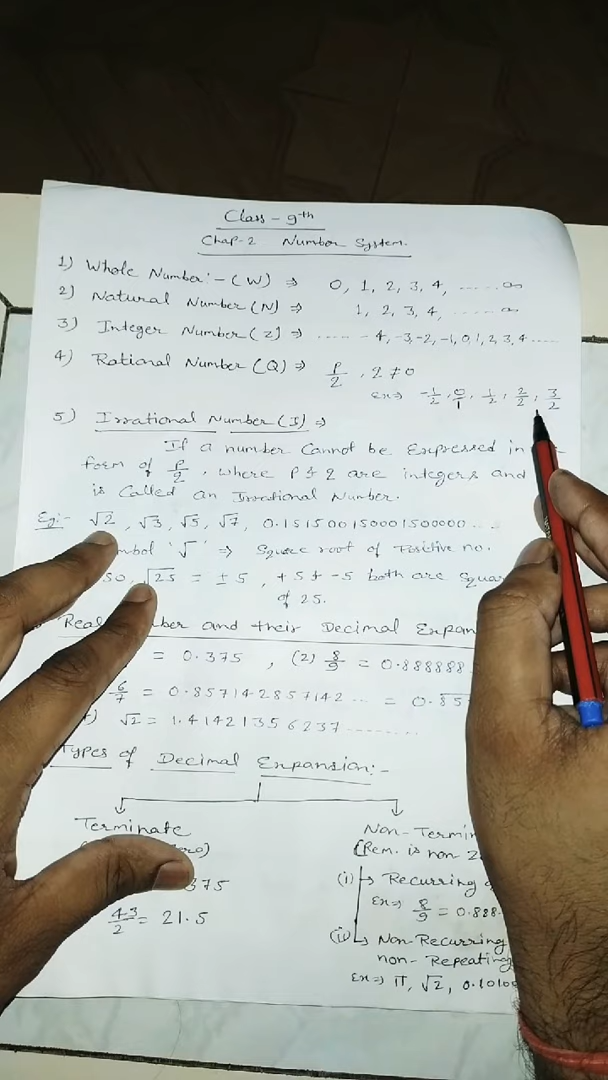 Class - 9th
Chap-2 Number System.
1) Whole Number:-(W) ⇒ 0, 1, 2, 3, 4, ...... ∞
2) Natural Number (N) ⇒ 1, 2, 3, 4, ...... ∞
3) Integer Number (Z) ⇒ ...... -4, -3, -2, -1, 0, 1, 2, 3, 4 .....
4) Rational Number (Q) ⇒ P/2 , 2 ≠ 0
Ex ⇒ -1/2, 0/1, 1/2, 2/2, 3/2
5) Irrational Number (I) ⇒
If a number Cannot be Expressed in
form of P/2, where P & 2 are integers and
is Called an Irrational Number.
Eg:- √2, √3, √5, √7, 0.151500150001500000...
mbol '√' ⇒ Square root of Positive no.
so, √25 = ±5, +5 & -5 both are Squar
of 25.
Real ber and their Decimal Expan
= 0.375 , (2) 8/9 = 0.888888
6/7 = 0.857142857142... = 0.857
√2 = 1.41421356237........
Types of Decimal Expansion:-
Terminate Non-Termin
(Rem. is non
375 (i) → Recurring
43/2 = 21.5 Ex ⇒ 8/9 = 0.888
(ii) → Non-Recurring
non-Repeating
Ex ⇒ π, √2, 0.1010